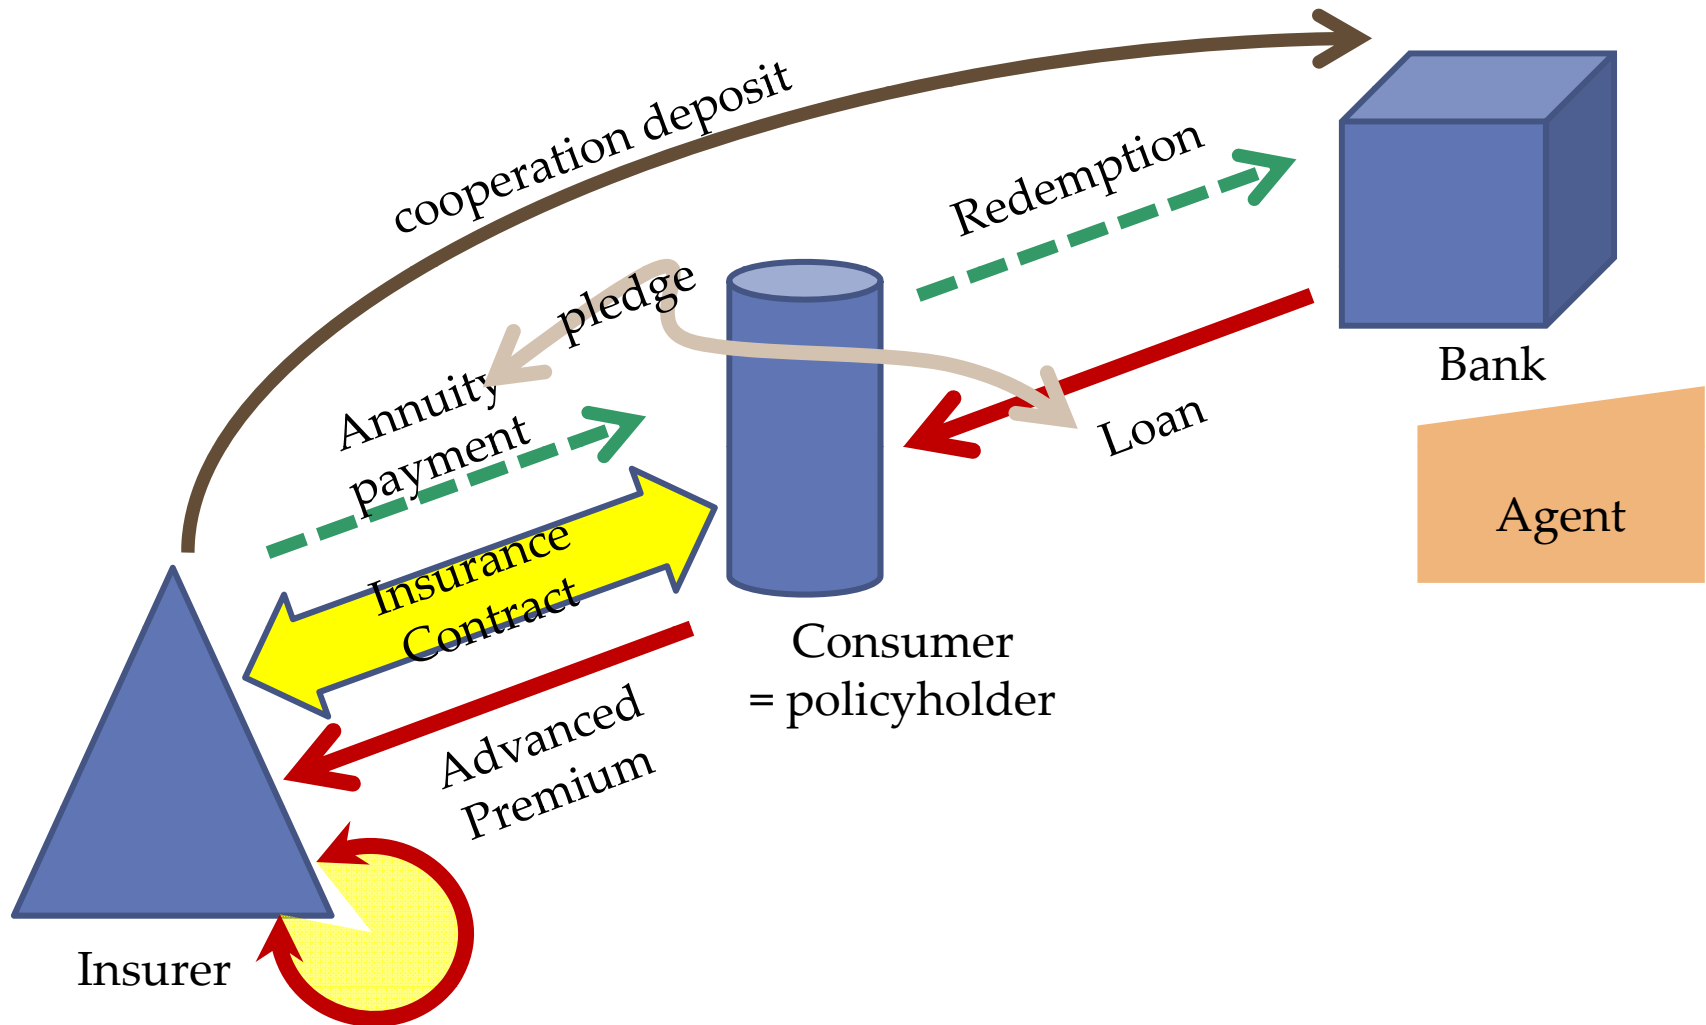 cooperation deposit
Redemption
pledge
Bank
Annuity
payment
Loan
Agent
Insurance
Contract
Consumer
= policyholder
Advanced
Premium
Insurer